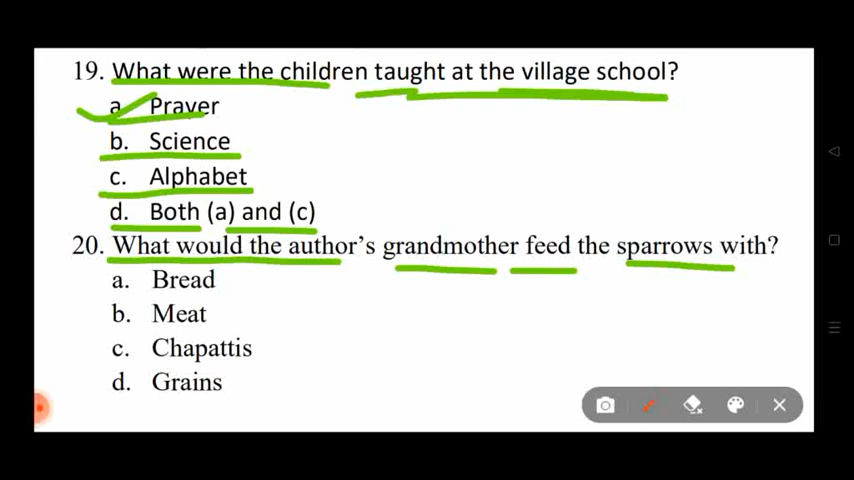 19. What were the children taught at the village school?
a. Prayer
b. Science
c. Alphabet
d. Both (a) and (c)
20. What would the author's grandmother feed the sparrows with?
a. Bread
b. Meat
c. Chapattis
d. Grains